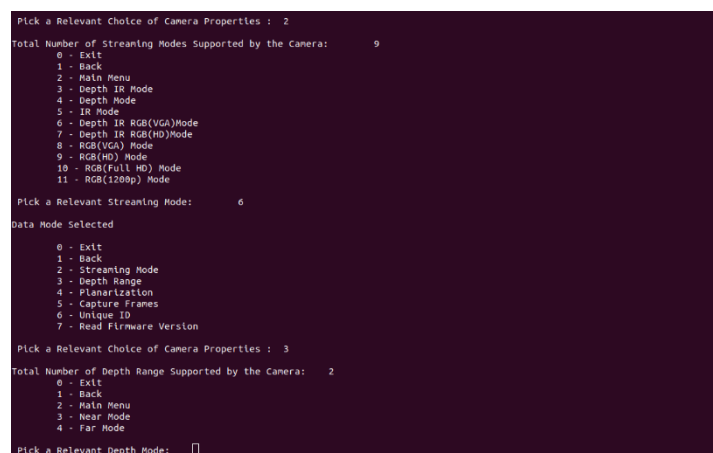 Pick a Relevant Choice of Camera Properties : 2
Total Number of Streaming Modes Supported by the Camera: 9
0 - Exit
1 - Back
2 - Main Menu
3 - Depth IR Mode
4 - Depth Mode
5 - IR Mode
6 - Depth IR RGB(VGA)Mode
7 - Depth IR RGB(HD)Mode
8 - RGB(VGA) Mode
9 - RGB(HD) Mode
10 - RGB(Full HD) Mode
11 - RGB(1200p) Mode
Pick a Relevant Streaming Mode: 6
Data Mode Selected
0 - Exit
1 - Back
2 - Streaming Mode
3 - Depth Range
4 - Planarization
5 - Capture Frames
6 - Unique ID
7 - Read Firmware Version
Pick a Relevant Choice of Camera Properties : 3
Total Number of Depth Range Supported by the Camera: 2
0 - Exit
1 - Back
2 - Main Menu
3 - Near Mode
4 - Far Mode
Pick a Relevant Depth Mode: